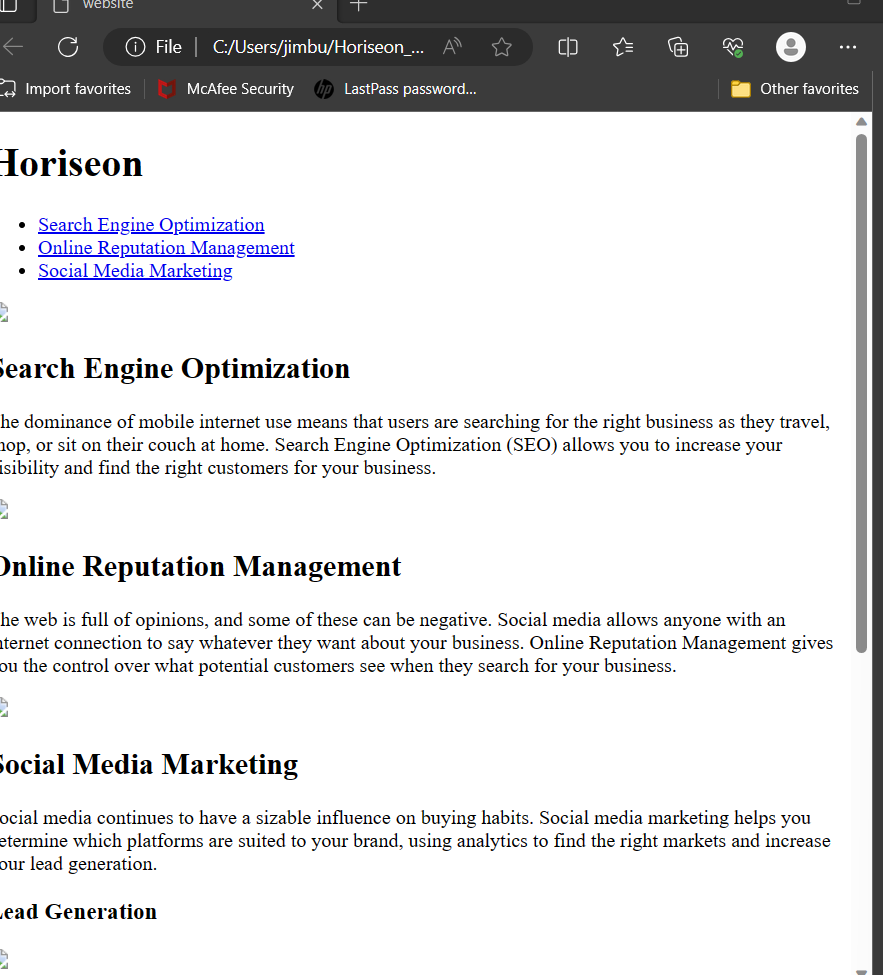 website
File
C:/Users/jimbu/Horiseon_...
Import favorites
McAfee Security
LastPass password...
Other favorites
Horiseon
Search Engine Optimization
Online Reputation Management
Social Media Marketing
Search Engine Optimization
he dominance of mobile internet use means that users are searching for the right business as they travel,
hop, or sit on their couch at home. Search Engine Optimization (SEO) allows you to increase your
isibility and find the right customers for your business.
Online Reputation Management
he web is full of opinions, and some of these can be negative. Social media allows anyone with an
nternet connection to say whatever they want about your business. Online Reputation Management gives
ou the control over what potential customers see when they search for your business.
Social Media Marketing
ocial media continues to have a sizable influence on buying habits. Social media marketing helps you
etermine which platforms are suited to your brand, using analytics to find the right markets and increase
our lead generation.
Lead Generation